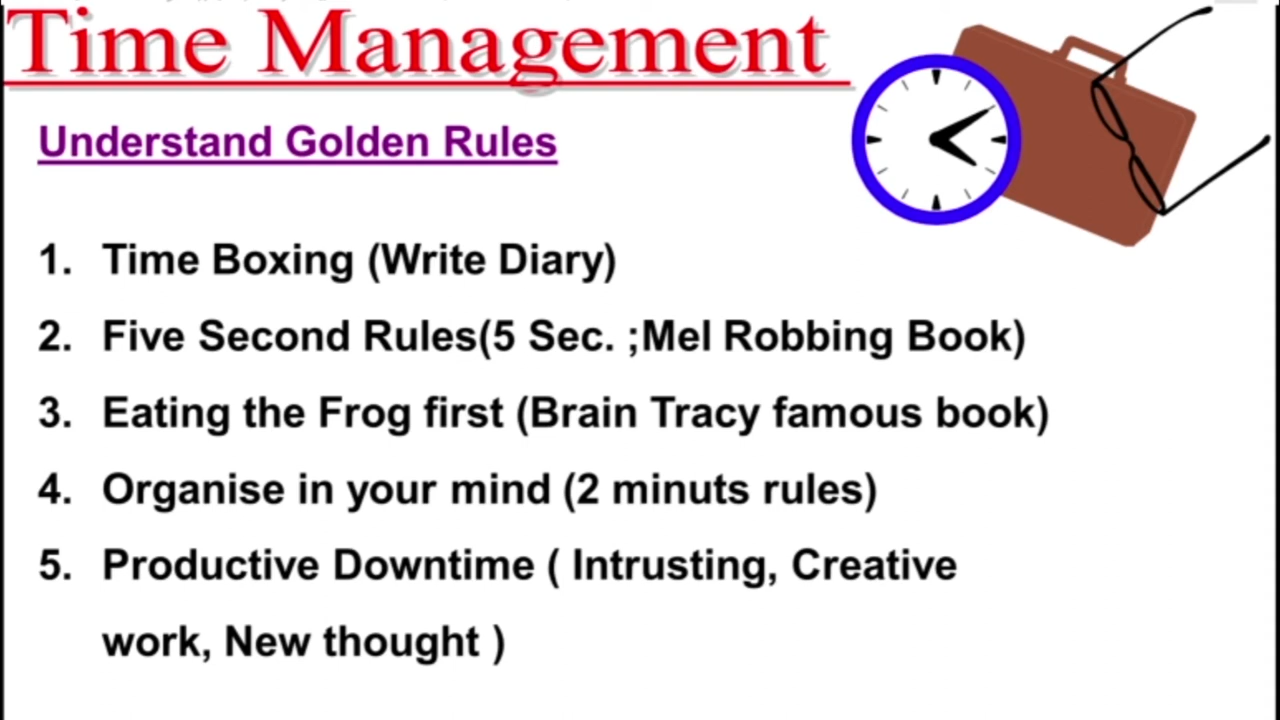 Time Management
Understand Golden Rules
1. Time Boxing (Write Diary)
2. Five Second Rules(5 Sec. ;Mel Robbing Book)
3. Eating the Frog first (Brain Tracy famous book)
4. Organise in your mind (2 minuts rules)
5. Productive Downtime ( Intrusting, Creative
work, New thought )